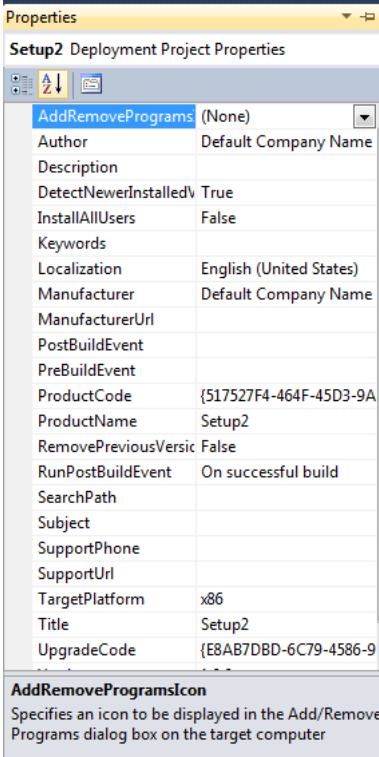 Properties
Setup2 Deployment Project Properties
AddRemovePrograms (None)
Author Default Company Name
Description
DetectNewerInstalledV True
InstallAllUsers False
Keywords
Localization English (United States)
Manufacturer Default Company Name
ManufacturerUrl
PostBuildEvent
PreBuildEvent
ProductCode {517527F4-464F-45D3-9A
ProductName Setup2
RemovePreviousVersic False
RunPostBuildEvent On successful build
SearchPath
Subject
SupportPhone
SupportUrl
TargetPlatform x86
Title Setup2
UpgradeCode {E8AB7DBD-6C79-4586-9
AddRemoveProgramsIcon
Specifies an icon to be displayed in the Add/Remove
Programs dialog box on the target computer